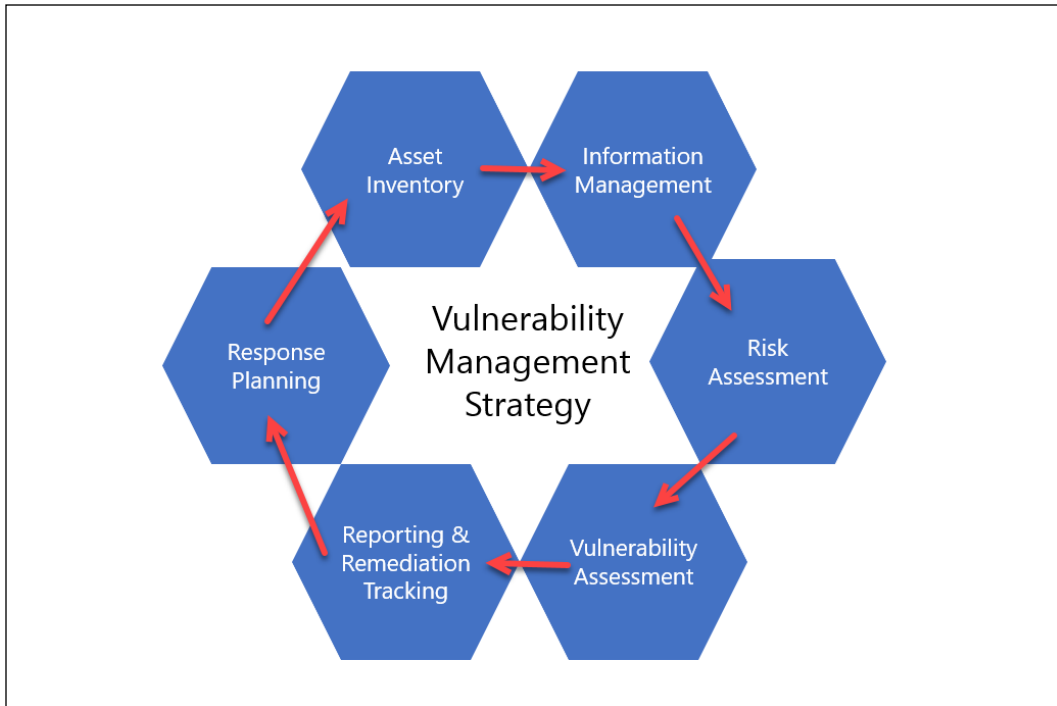 Asset
Inventory
Information
Management
Risk
Assessment
Vulnerability
Assessment
Reporting &
Remediation
Tracking
Response
Planning
Vulnerability
Management
Strategy